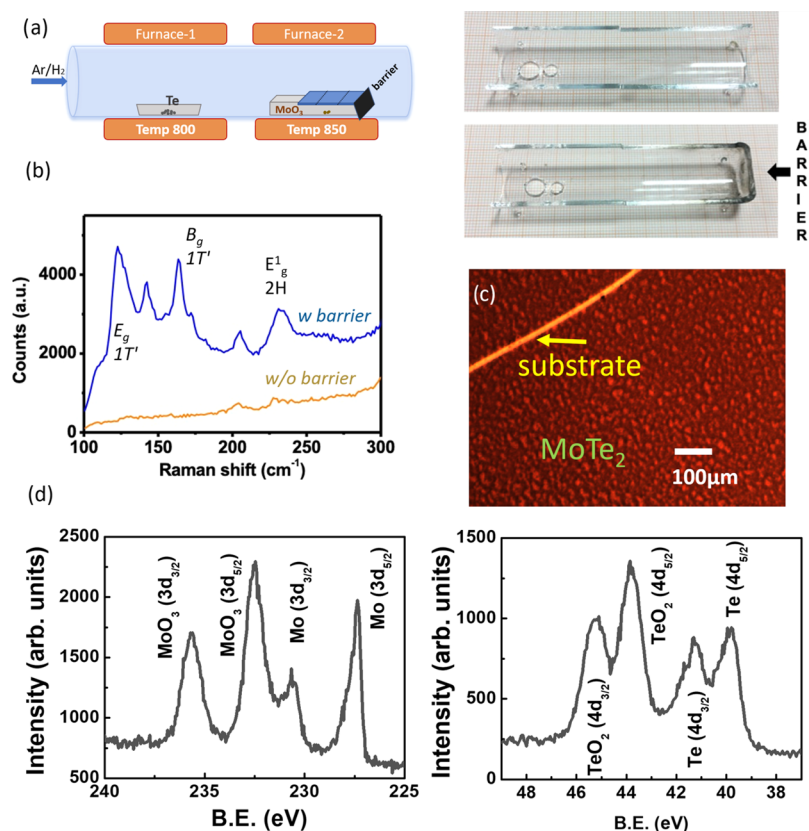 (a)
Furnace-1
Furnace-2
Ar/H₂
Te
MoO₃
barrier
Temp 800
Temp 850
BARRIER
(b)
Counts (a.u.)
4000
2000
0
E_g
1T'
B_g
1T'
E¹_g
2H
w barrier
w/o barrier
100
150
200
250
300
Raman shift (cm⁻¹)
(c)
substrate
MoTe₂
100μm
(d)
Intensity (arb. units)
2500
2000
1500
1000
500
MoO₃ (3d₃/₂)
MoO₃ (3d₅/₂)
Mo (3d₃/₂)
Mo (3d₅/₂)
240
235
230
225
B.E. (eV)
Intensity (arb. units)
1500
1000
500
0
TeO₂ (4d₃/₂)
TeO₂ (4d₅/₂)
Te (4d₃/₂)
Te (4d₅/₂)
48
46
44
42
40
38
B.E. (eV)